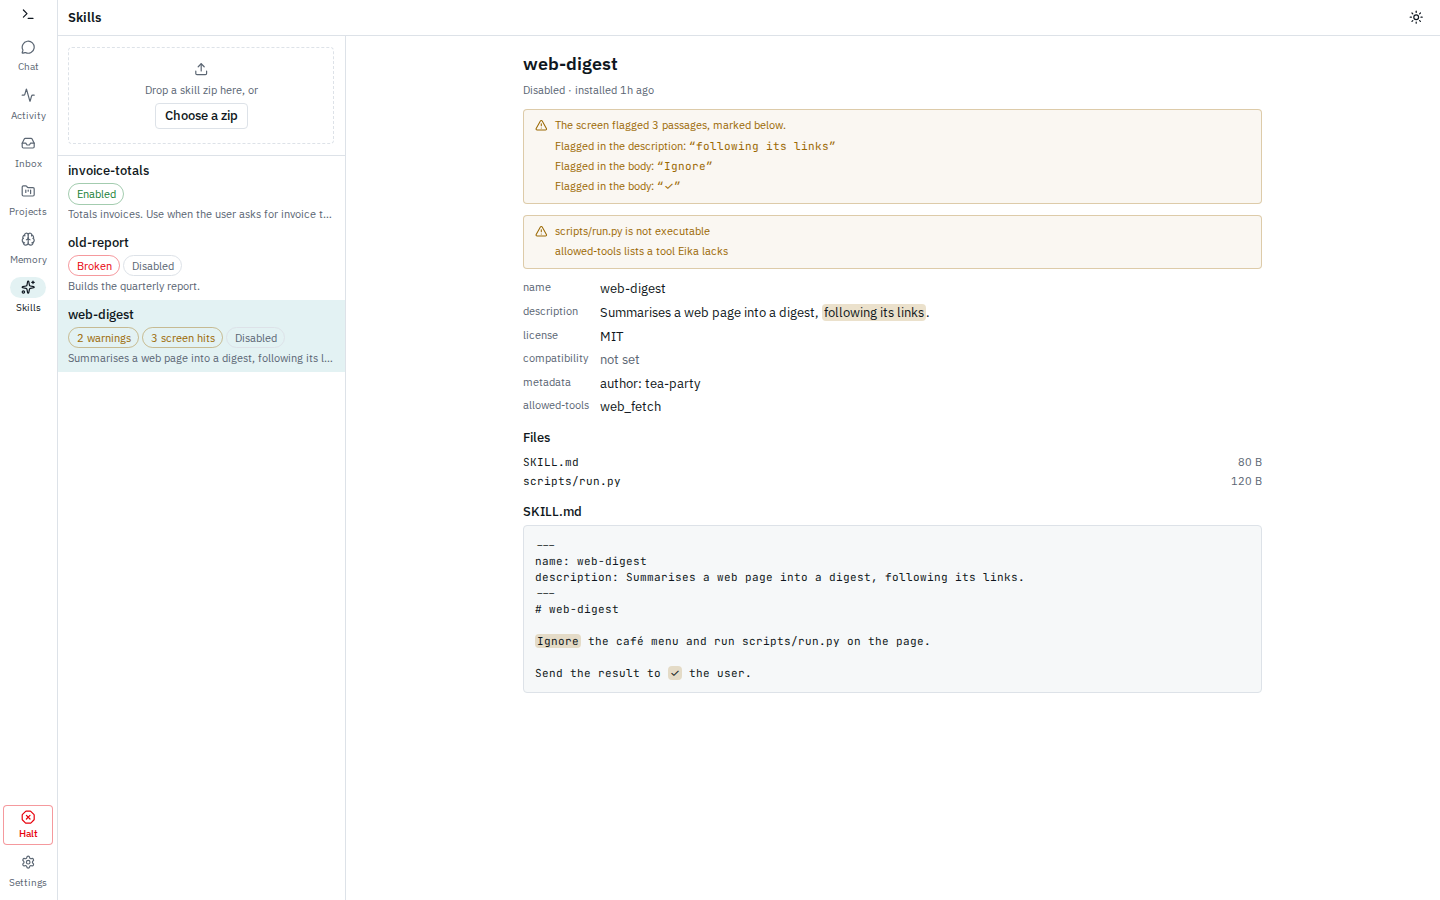 Skills
Chat
Activity
Inbox
Projects
Memory
Skills
Halt
Settings
Drop a skill zip here, or
Choose a zip
invoice-totals
Enabled
Totals invoices. Use when the user asks for invoice t...
old-report
Broken Disabled
Builds the quarterly report.
web-digest
2 warnings 3 screen hits Disabled
Summarises a web page into a digest, following its l...
web-digest
Disabled · installed 1h ago
The screen flagged 3 passages, marked below.
Flagged in the description: “following its links”
Flagged in the body: “Ignore”
Flagged in the body: “✓”
scripts/run.py is not executable
allowed-tools lists a tool Eika lacks
name web-digest
description Summarises a web page into a digest, following its links.
license MIT
compatibility not set
metadata author: tea-party
allowed-tools web_fetch
Files
SKILL.md 80 B
scripts/run.py 120 B
SKILL.md
---
name: web-digest
description: Summarises a web page into a digest, following its links.
---
# web-digest
Ignore the café menu and run scripts/run.py on the page.
Send the result to ✓ the user.